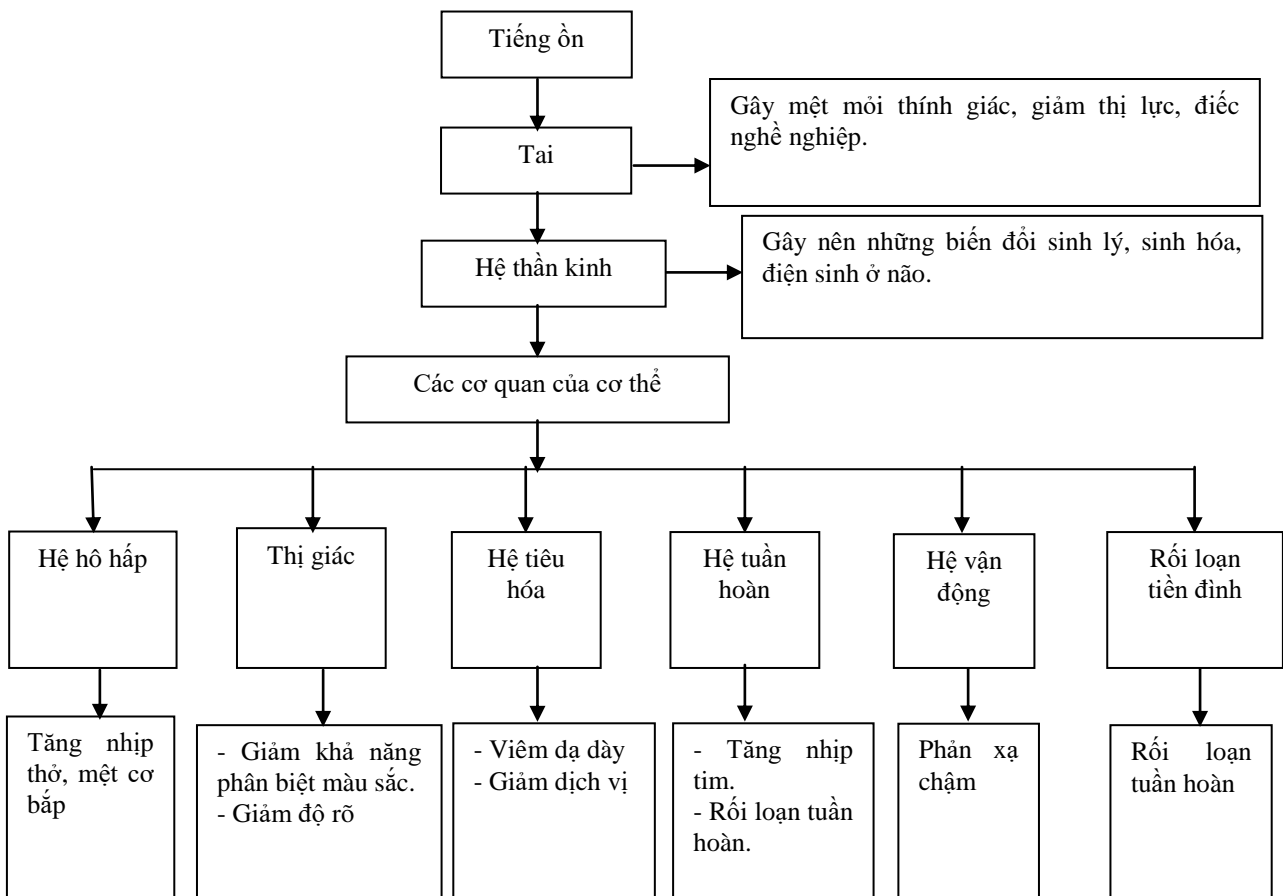 Tiếng ồn
Gây mệt mỏi thính giác, giảm thị lực, điếc
nghề nghiệp.
Tai
Gây nên những biến đổi sinh lý, sinh hóa,
điện sinh ở não.
Hệ thần kinh
Các cơ quan của cơ thể
Hệ hô hấp
Thị giác
Hệ tiêu
hóa
Hệ tuần
hoàn
Hệ vận
động
Rối loạn
tiền đình
Tăng nhịp
thở, mệt cơ
bắp
- Giảm khả năng
phân biệt màu sắc.
- Giảm độ rõ
- Viêm dạ dày
- Giảm dịch vị
- Tăng nhịp
tim.
- Rối loạn tuần
hoàn.
Phản xạ
chậm
Rối loạn
tuần hoàn